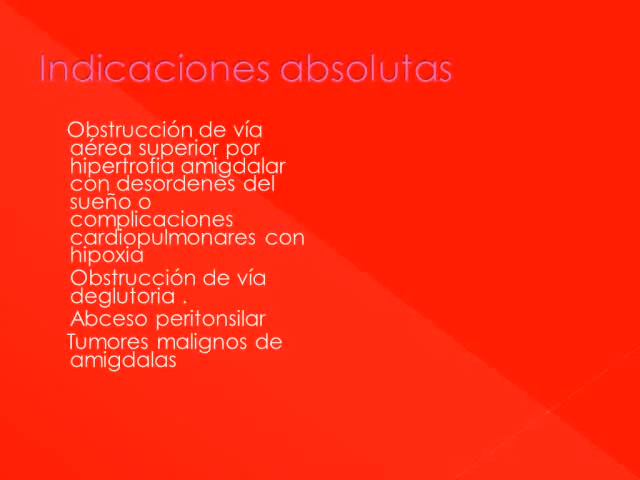 Indicaciones absolutas
Obstrucción de vía
aérea superior por
hipertrofia amigdalar
con desordenes del
sueño o
complicaciones
cardiopulmonares con
hipoxia
Obstrucción de vía
deglutoria .
Abceso peritonsilar
Tumores malignos de
amigdalas